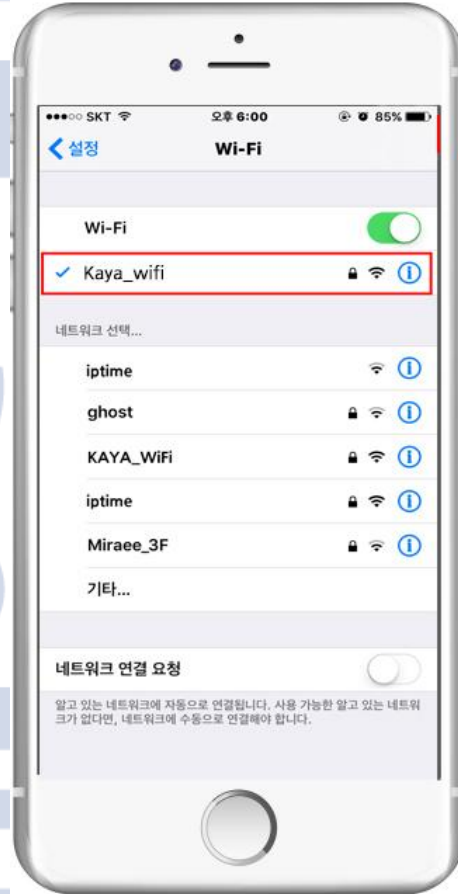 SKT 오후 6:00 85%
설정 Wi-Fi
Wi-Fi
Kaya_wifi
네트워크 선택...
iptime
ghost
KAYA_WiFi
iptime
Miraee_3F
기타...
네트워크 연결 요청
알고 있는 네트워크에 자동으로 연결됩니다. 사용 가능한 알고 있는 네트워
크가 없다면, 네트워크에 수동으로 연결해야 합니다.